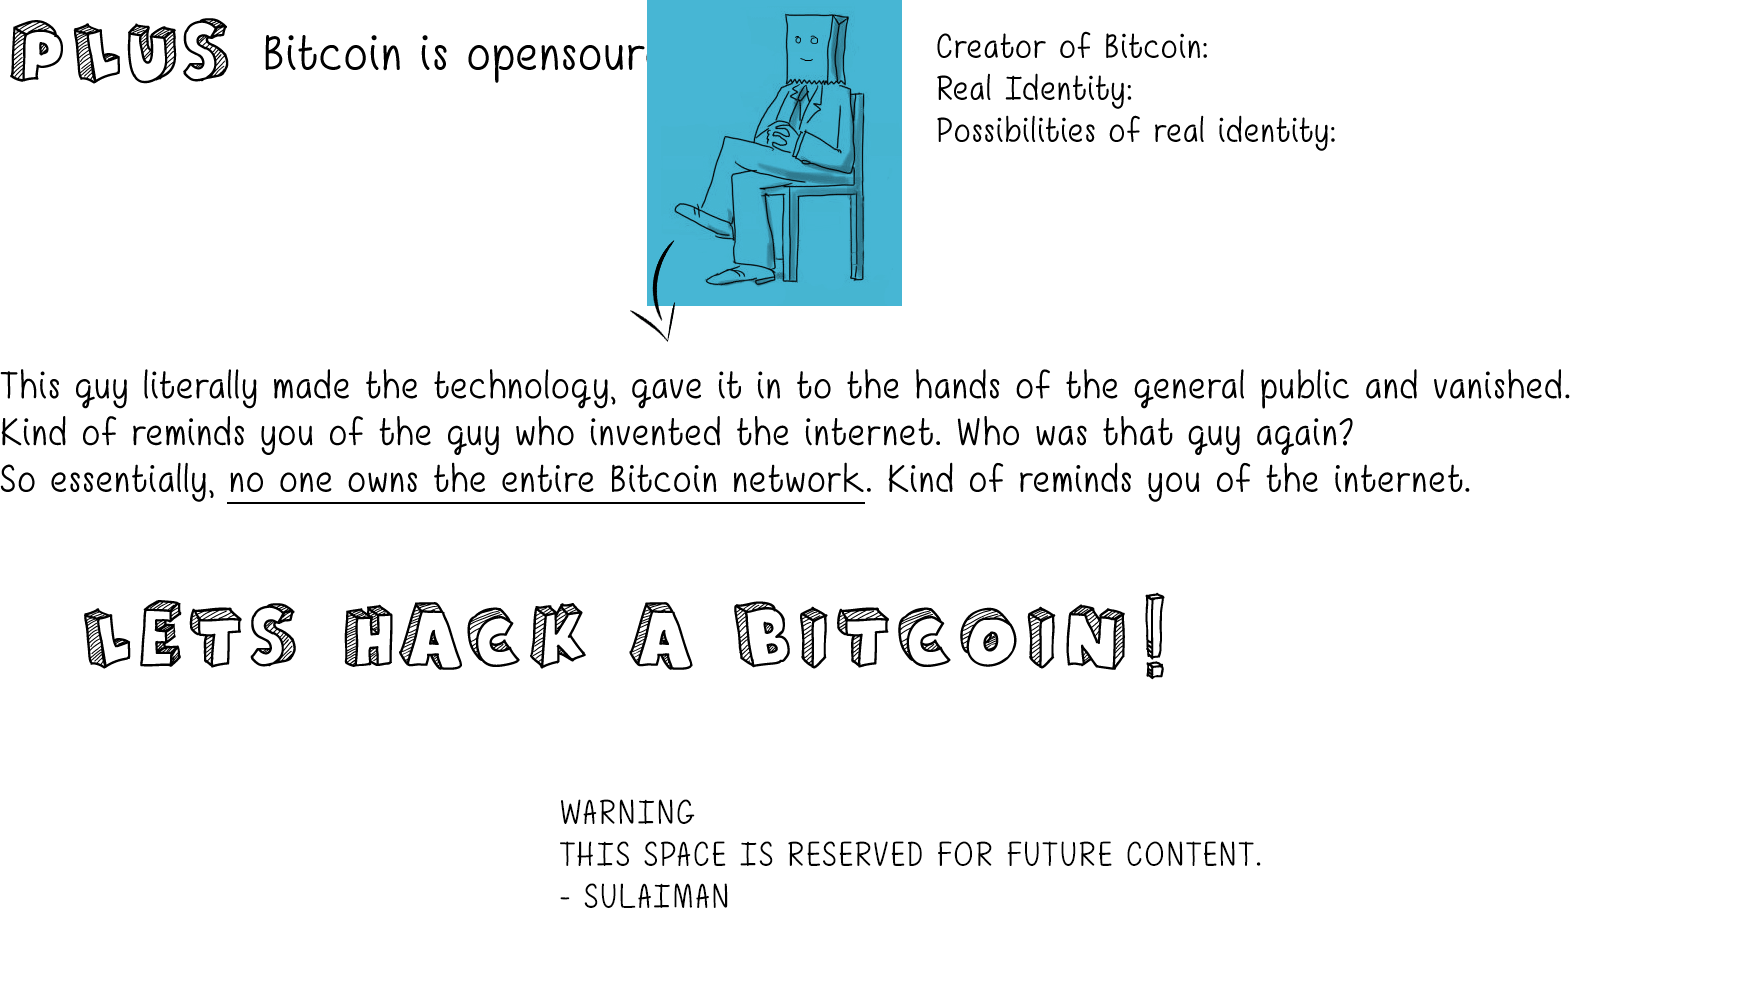 PLUS Bitcoin is opensour
Creator of Bitcoin:
Real Identity:
Possibilities of real identity:
This guy literally made the technology, gave it in to the hands of the general public and vanished.
Kind of reminds you of the guy who invented the internet. Who was that guy again?
So essentially, no one owns the entire Bitcoin network. Kind of reminds you of the internet.
LETS HACK A BITCOIN!
WARNING
THIS SPACE IS RESERVED FOR FUTURE CONTENT.
- SULAIMAN